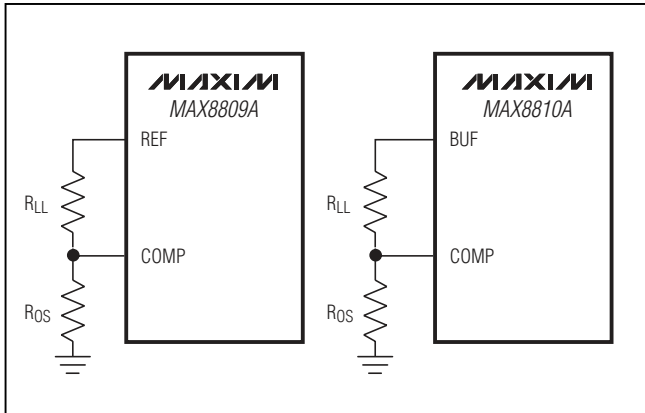 MAXIM
MAX8809A
REF
RLL
COMP
ROS
MAXIM
MAX8810A
BUF
RLL
COMP
ROS